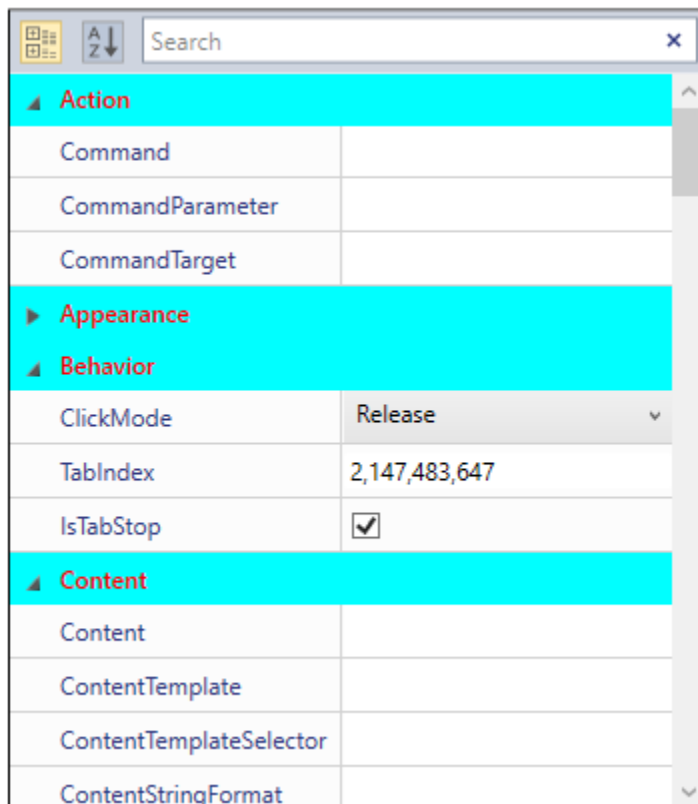 Search
Action
Command
CommandParameter
CommandTarget
Appearance
Behavior
ClickMode Release
TabIndex 2,147,483,647
IsTabStop
Content
Content
ContentTemplate
ContentTemplateSelector
ContentStringFormat